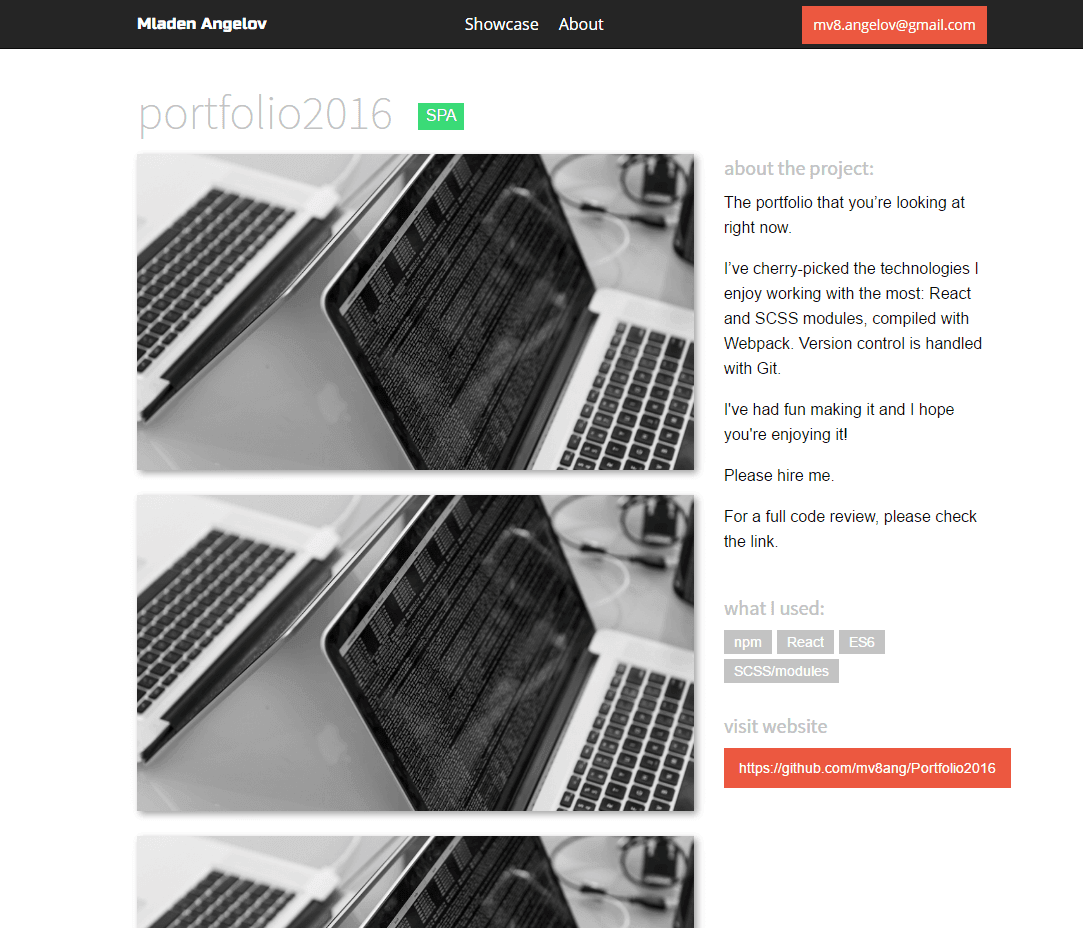 Mladen Angelov
Showcase
About
mv8.angelov@gmail.com
portfolio2016
SPA
about the project:
The portfolio that you’re looking at
right now.
I’ve cherry-picked the technologies I
enjoy working with the most: React
and SCSS modules, compiled with
Webpack. Version control is handled
with Git.
I've had fun making it and I hope
you're enjoying it!
Please hire me.
For a full code review, please check
the link.
what I used:
npm
React
ES6
SCSS/modules
visit website
https://github.com/mv8ang/Portfolio2016